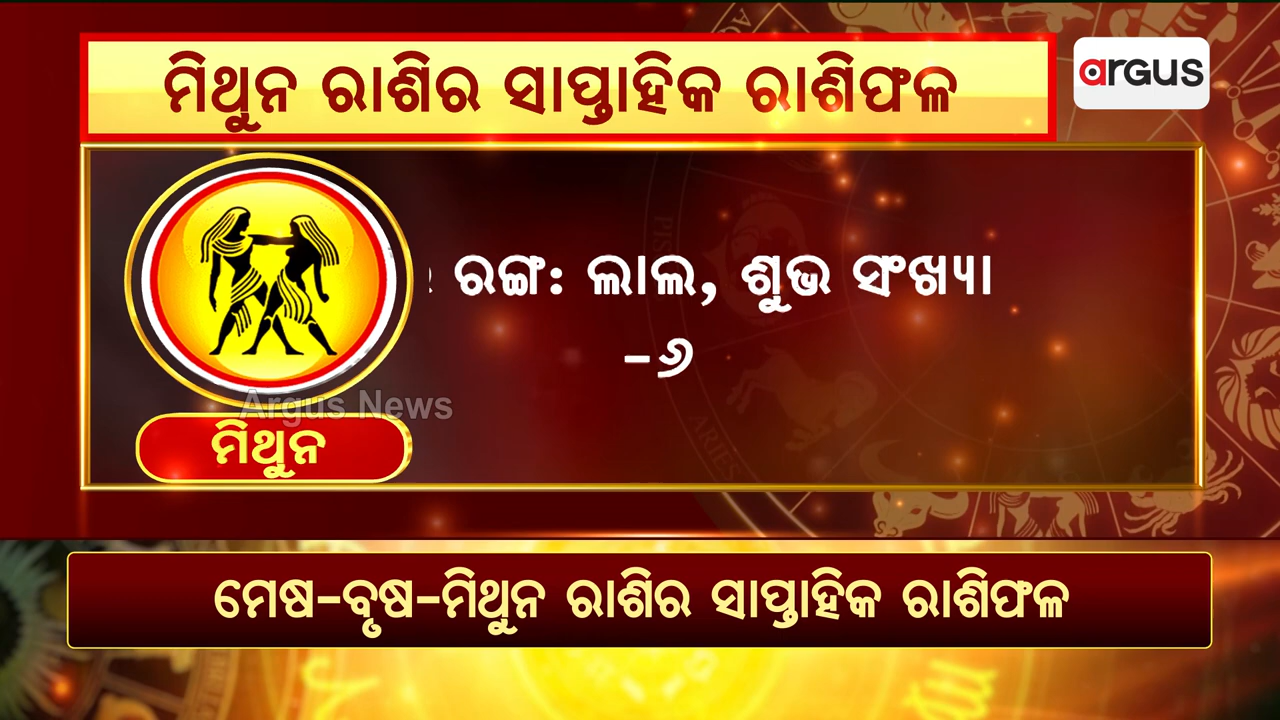 ମିଥୁନ ରାଶିର ସାପ୍ତାହିକ ରାଶିଫଳ
argus
ରଙ୍ଗ: ଲାଲ, ଶୁଭ ସଂଖ୍ୟା
-୬
Argus News
ମିଥୁନ
ମେଷ-ବୃଷ-ମିଥୁନ ରାଶିର ସାପ୍ତାହିକ ରାଶିଫଳ